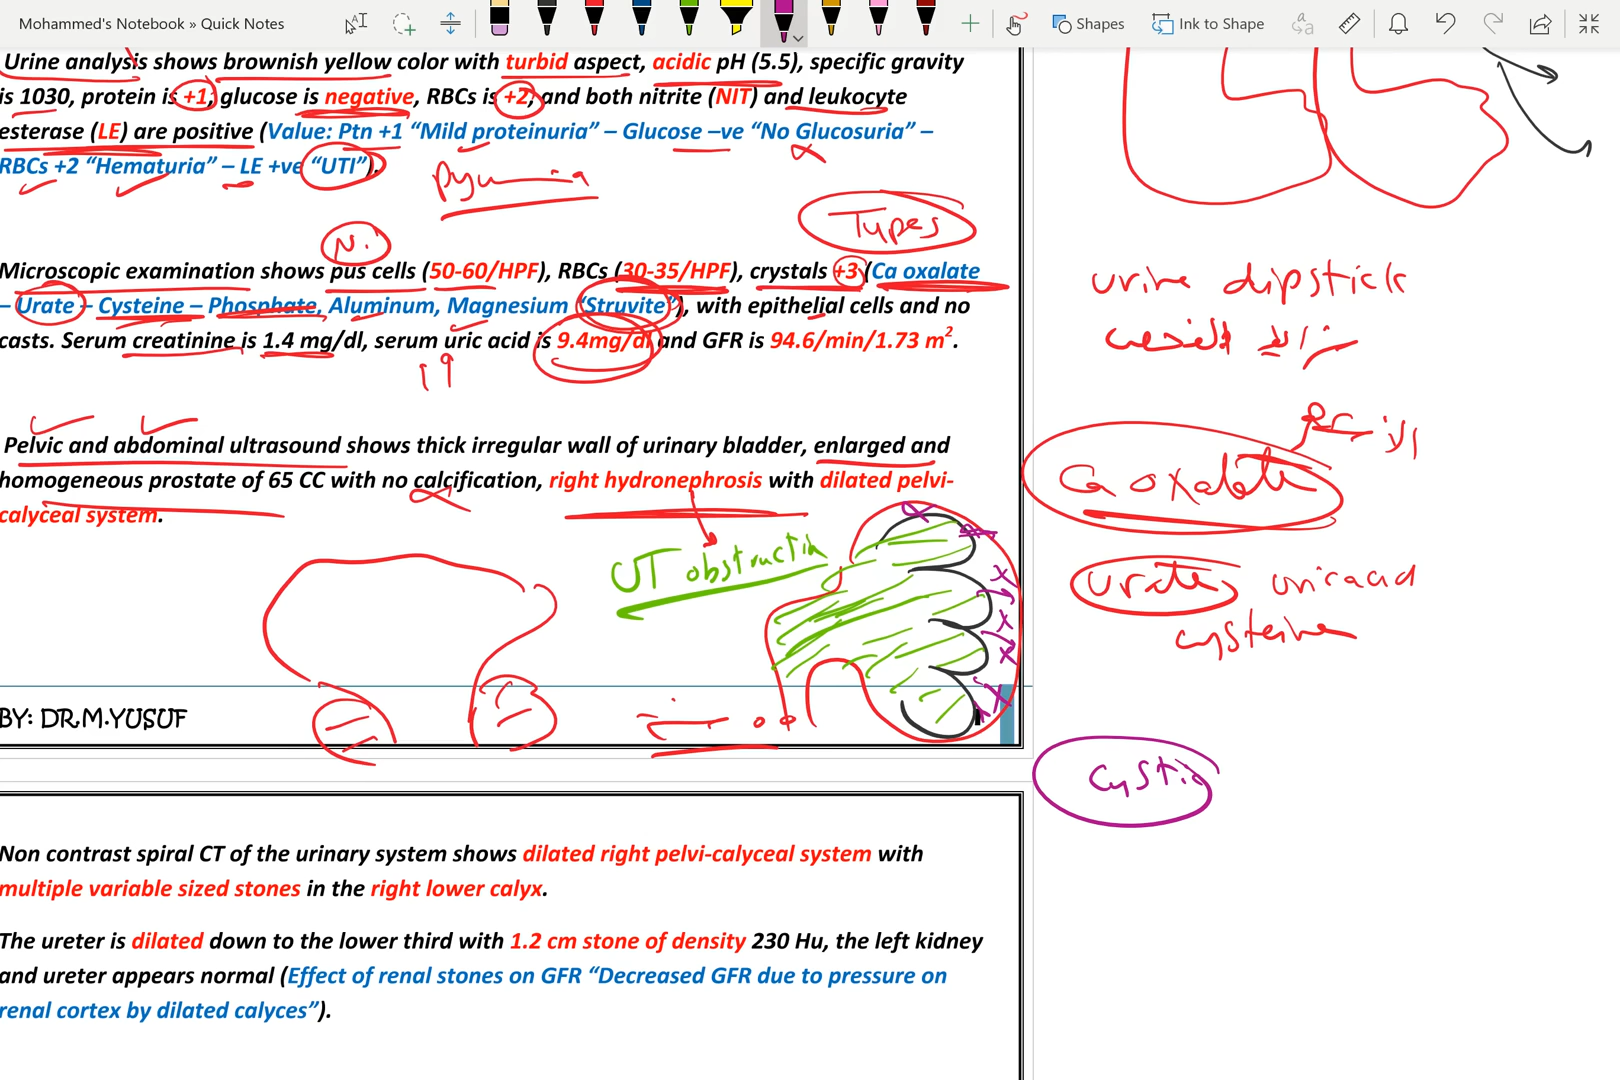 Mohammed's Notebook » Quick Notes
Shapes
Ink to Shape
Urine analysis shows brownish yellow color with turbid aspect, acidic pH (5.5), specific gravity
is 1030, protein is +1, glucose is negative, RBCs is +2, and both nitrite (NIT) and leukocyte
esterase (LE) are positive (Value: Ptn +1 “Mild proteinuria” – Glucose –ve “No Glucosuria” –
RBCs +2 “Hematuria” – LE +ve “UTI”).
Pyuria
N.
Types
Microscopic examination shows pus cells (50-60/HPF), RBCs (30-35/HPF), crystals +3 (Ca oxalate
– Urate – Cysteine – Phosphate, Aluminum, Magnesium “Struvite”), with epithelial cells and no
casts. Serum creatinine is 1.4 mg/dl, serum uric acid is 9.4mg/dl and GFR is 94.6/min/1.73 m².
Pelvic and abdominal ultrasound shows thick irregular wall of urinary bladder, enlarged and
homogeneous prostate of 65 CC with no calcification, right hydronephrosis with dilated pelvi-
calyceal system.
UT obstructin
BY: DR.M.YUSUF
urine dipstick
Ca oxalate
urate uric acid
cysteine
Cystic
Non contrast spiral CT of the urinary system shows dilated right pelvi-calyceal system with
multiple variable sized stones in the right lower calyx.
The ureter is dilated down to the lower third with 1.2 cm stone of density 230 Hu, the left kidney
and ureter appears normal (Effect of renal stones on GFR “Decreased GFR due to pressure on
renal cortex by dilated calyces”).